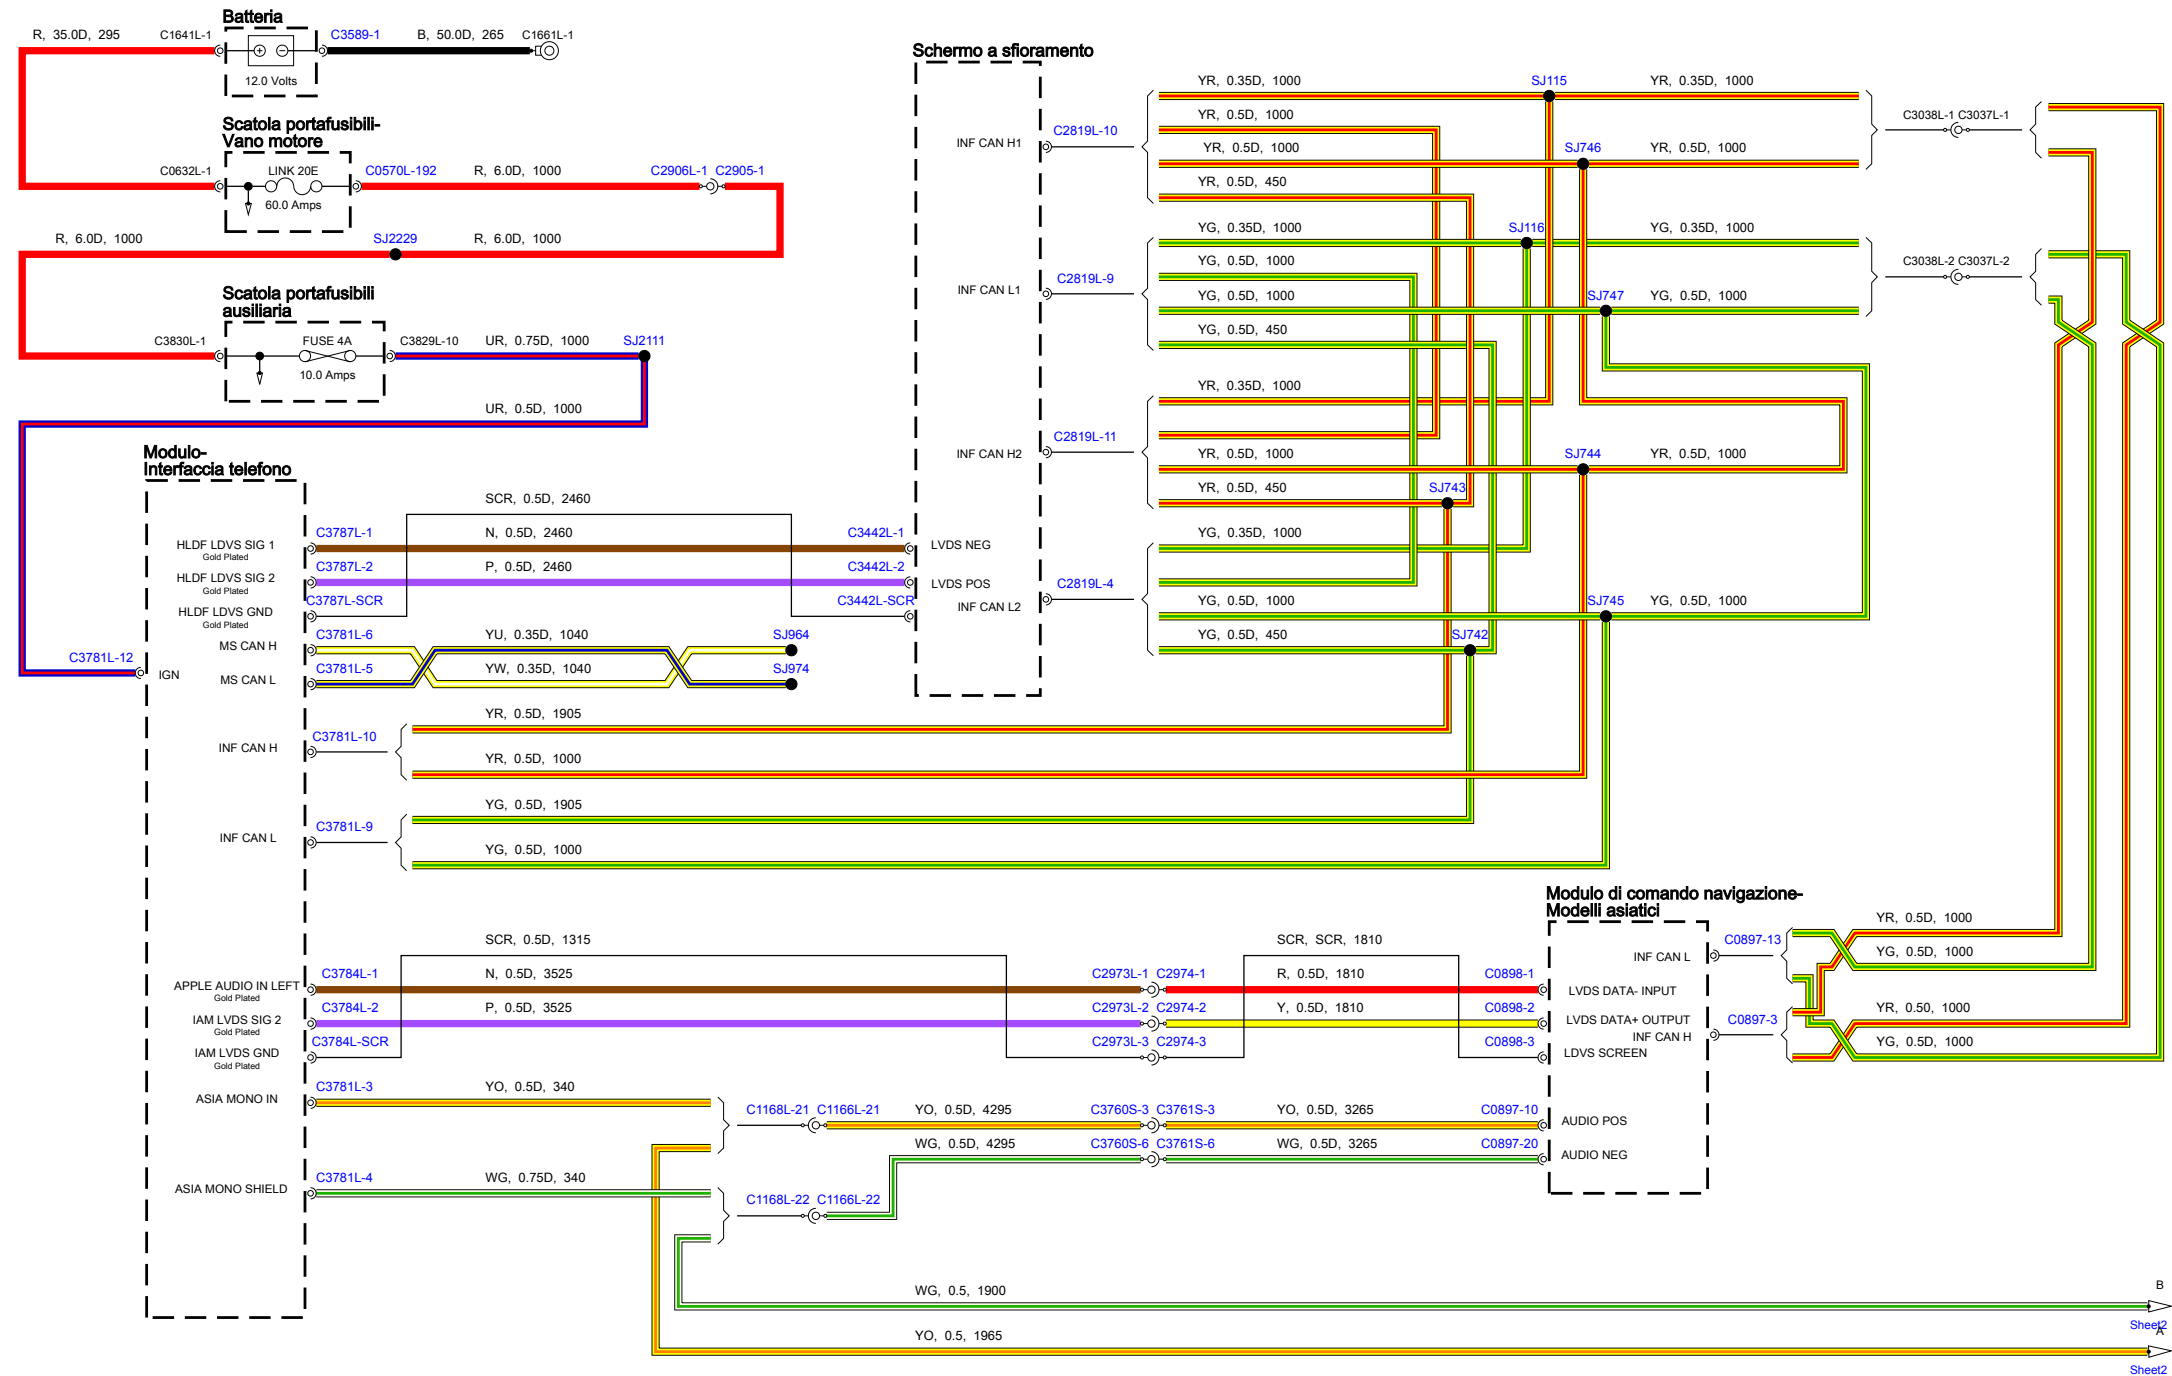 Batteria
R, 35.0D, 295
C1641L-1
C3589-1
B, 50.0D, 265
C1661L-1
12.0 Volts
Scatola portafusibili-
Vano motore
C0632L-1
LINK 20E
60.0 Amps
C0570L-192
R, 6.0D, 1000
C2906L-1 C2905-1
R, 6.0D, 1000
SJ2229
R, 6.0D, 1000
Scatola portafusibili
ausiliaria
C3830L-1
FUSE 4A
10.0 Amps
C3829L-10
UR, 0.75D, 1000
SJ2111
UR, 0.5D, 1000
Modulo-
Interfaccia telefono
SCR, 0.5D, 2460
HLDF LDVS SIG 1
Gold Plated
C3787L-1
N, 0.5D, 2460
C3442L-1
HLDF LDVS SIG 2
Gold Plated
C3787L-2
P, 0.5D, 2460
C3442L-2
HLDF LDVS GND
Gold Plated
C3787L-SCR
C3442L-SCR
MS CAN H
C3781L-6
YU, 0.35D, 1040
SJ964
MS CAN L
C3781L-5
YW, 0.35D, 1040
SJ974
C3781L-12
IGN
INF CAN H
C3781L-10
YR, 0.5D, 1905
YR, 0.5D, 1000
INF CAN L
C3781L-9
YG, 0.5D, 1905
YG, 0.5D, 1000
Schermo a sfioramento
INF CAN H1
C2819L-10
YR, 0.35D, 1000
SJ115
YR, 0.35D, 1000
YR, 0.5D, 1000
YR, 0.5D, 1000
SJ746
YR, 0.5D, 1000
YR, 0.5D, 450
C3038L-1 C3037L-1
INF CAN L1
C2819L-9
YG, 0.35D, 1000
SJ116
YG, 0.35D, 1000
YG, 0.5D, 1000
YG, 0.5D, 1000
SJ747
YG, 0.5D, 1000
YG, 0.5D, 450
C3038L-2 C3037L-2
INF CAN H2
C2819L-11
YR, 0.35D, 1000
YR, 0.5D, 1000
SJ744
YR, 0.5D, 1000
YR, 0.5D, 450
SJ743
LVDS NEG
LVDS POS
INF CAN L2
C2819L-4
YG, 0.35D, 1000
YG, 0.5D, 1000
SJ745
YG, 0.5D, 1000
YG, 0.5D, 450
SJ742
SCR, 0.5D, 1315
SCR, SCR, 1810
APPLE AUDIO IN LEFT
Gold Plated
C3784L-1
N, 0.5D, 3525
C2973L-1 C2974-1
R, 0.5D, 1810
C0898-1
IAM LVDS SIG 2
Gold Plated
C3784L-2
P, 0.5D, 3525
C2973L-2 C2974-2
Y, 0.5D, 1810
C0898-2
IAM LVDS GND
Gold Plated
C3784L-SCR
C2973L-3 C2974-3
C0898-3
ASIA MONO IN
C3781L-3
YO, 0.5D, 340
C1168L-21 C1166L-21
YO, 0.5D, 4295
C3760S-3 C3761S-3
YO, 0.5D, 3265
C0897-10
WG, 0.5D, 4295
C3760S-6 C3761S-6
WG, 0.5D, 3265
C0897-20
ASIA MONO SHIELD
C3781L-4
WG, 0.75D, 340
C1168L-22 C1166L-22
Modulo di comando navigazione-
Modelli asiatici
INF CAN L
C0897-13
YR, 0.5D, 1000
YG, 0.5D, 1000
LVDS DATA- INPUT
LVDS DATA+ OUTPUT
INF CAN H
C0897-3
YR, 0.50, 1000
YG, 0.5D, 1000
LDVS SCREEN
AUDIO POS
AUDIO NEG
WG, 0.5, 1900
B
Sheet2
YO, 0.5, 1965
A
Sheet2